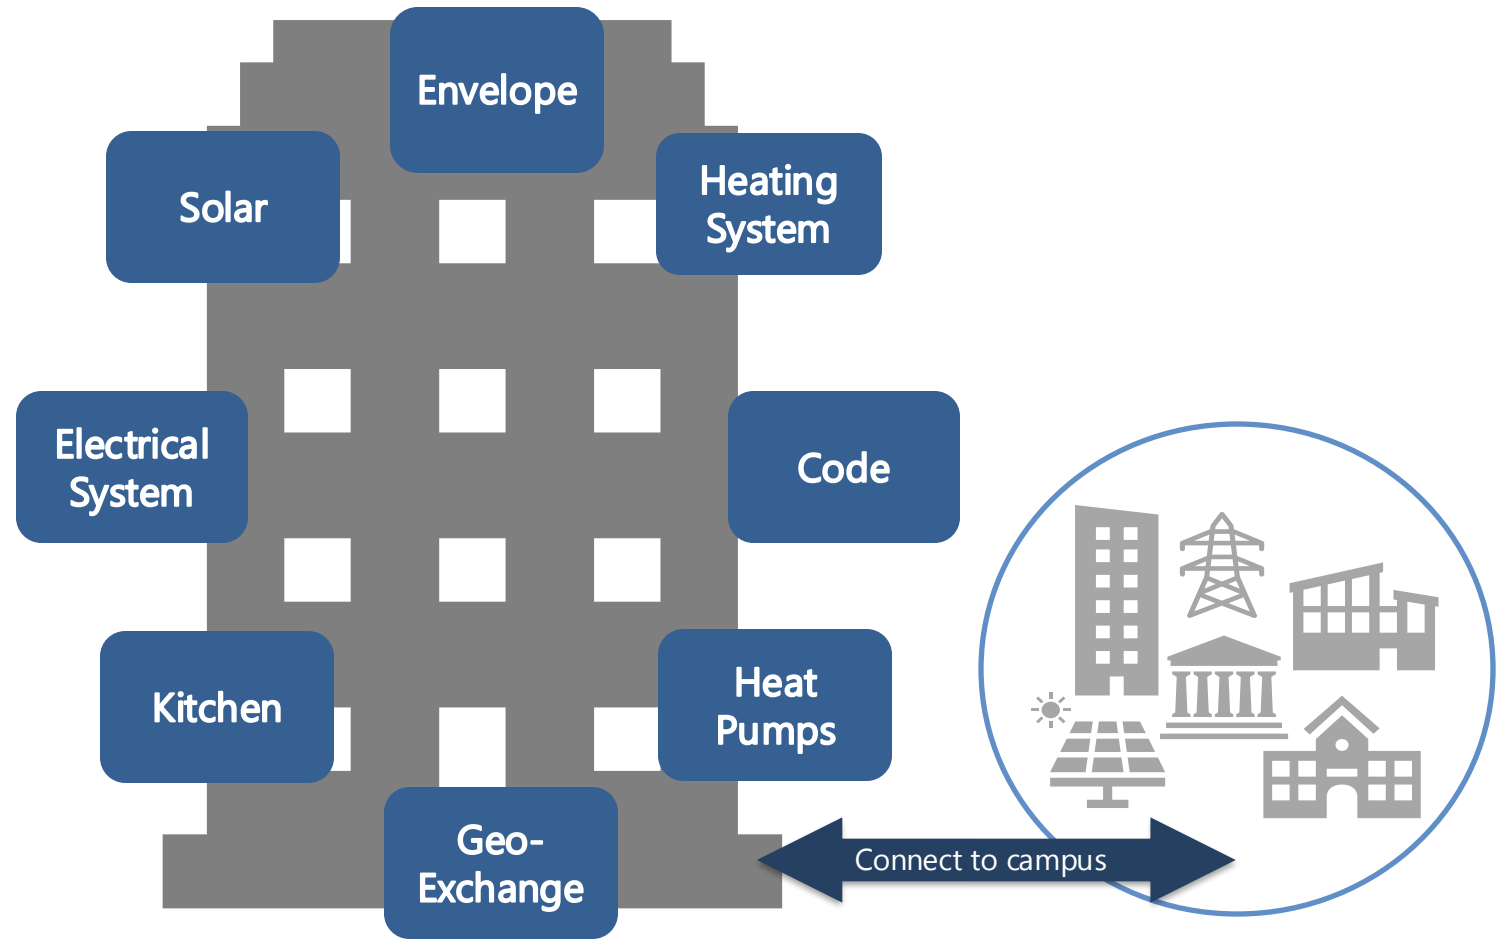 Envelope
Solar
Heating
System
Electrical
System
Code
Kitchen
Heat
Pumps
Geo-
Exchange
Connect to campus